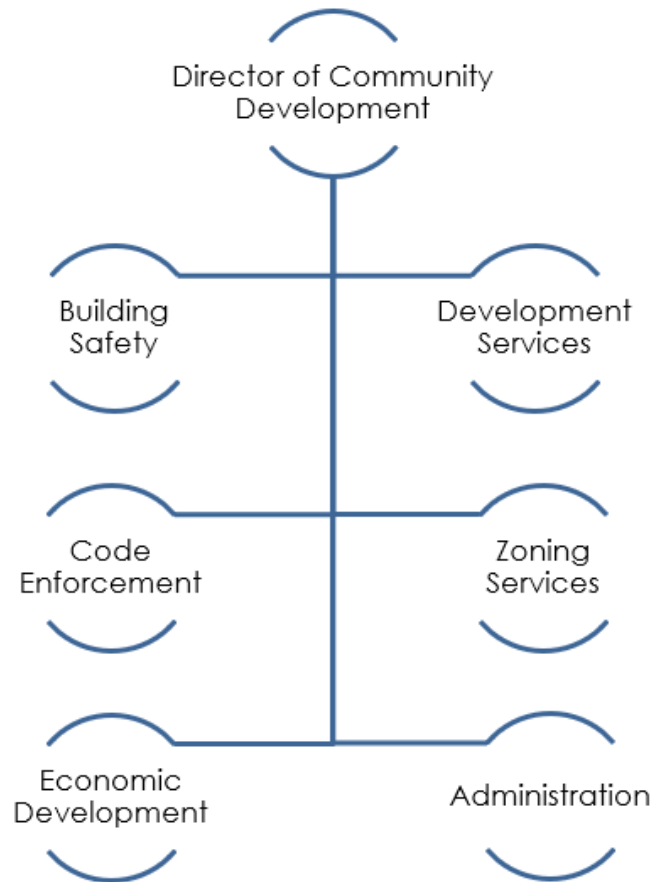 Director of Community
Development
Building
Safety
Development
Services
Code
Enforcement
Zoning
Services
Economic
Development
Administration